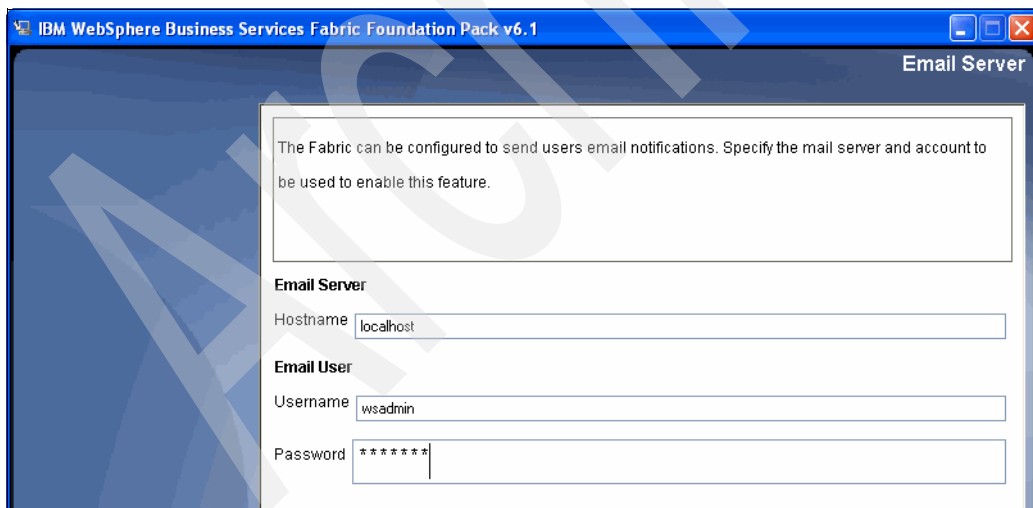 IBM WebSphere Business Services Fabric Foundation Pack v6.1
Email Server
The Fabric can be configured to send users email notifications. Specify the mail server and account to
be used to enable this feature.
Email Server
Hostname localhost
Email User
Username wsadmin
Password *******